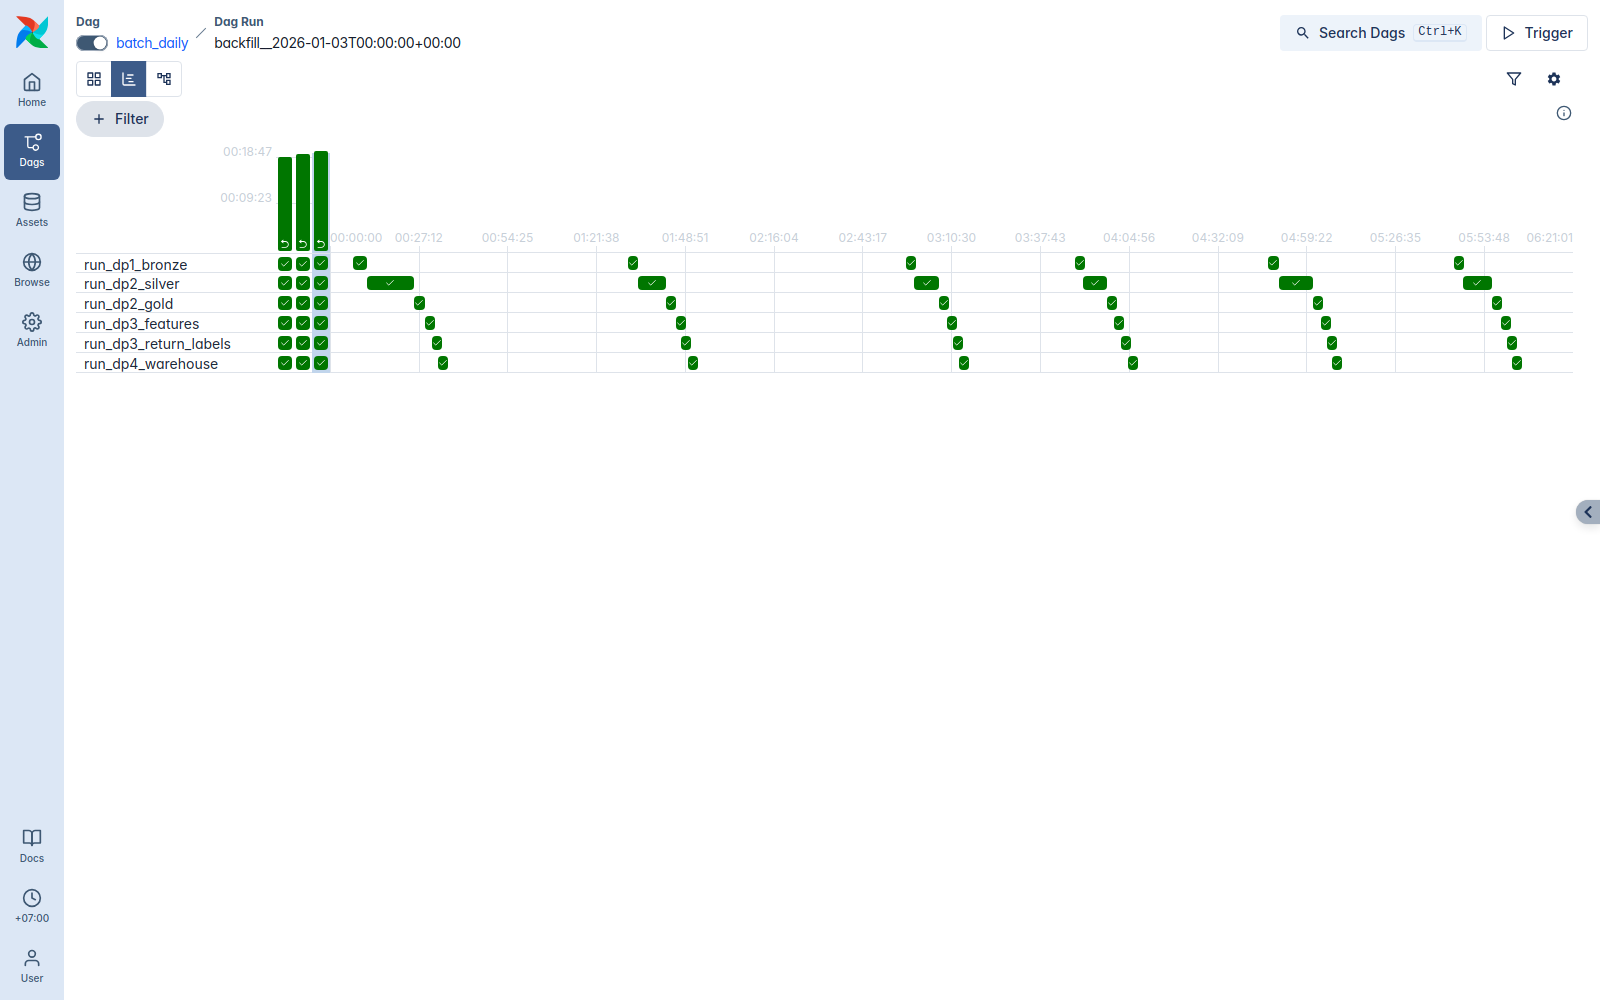 Dag
batch_daily
Dag Run
backfill__2026-01-03T00:00:00+00:00
Search Dags Ctrl+K
Trigger
Home
Dags
Assets
Browse
Admin
Filter
00:18:47
00:09:23
00:00:00 00:27:12 00:54:25 01:21:38 01:48:51 02:16:04 02:43:17 03:10:30 03:37:43 04:04:56 04:32:09 04:59:22 05:26:35 05:53:48 06:21:01
run_dp1_bronze
run_dp2_silver
run_dp2_gold
run_dp3_features
run_dp3_return_labels
run_dp4_warehouse
Docs
+07:00
User